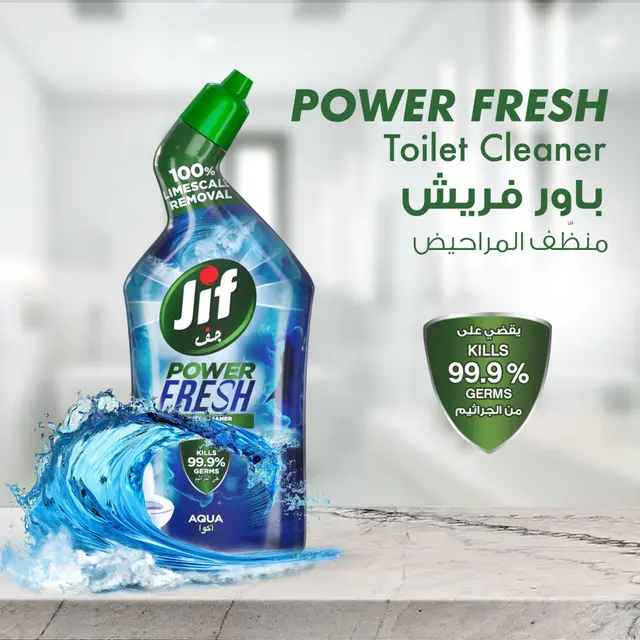 POWER FRESH
Toilet Cleaner
باور فريش
منظّف المراحيض
100%
LIMESCALE
REMOVAL
Jif
جف
POWER
FRESH
KILLS
99.9%
GERMS
AQUA
أكوا
يقضي على
KILLS
99.9 %
GERMS
من الجراثيم